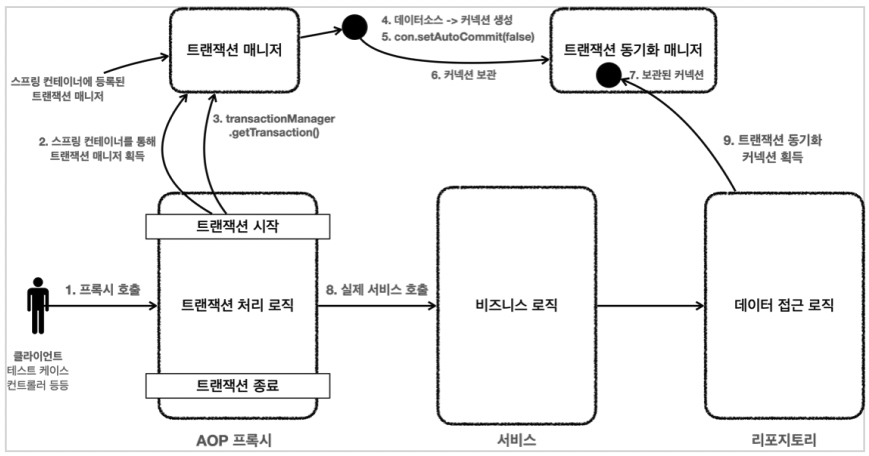 트랜잭션 매니저
4. 데이터소스 -> 커넥션 생성
5. con.setAutoCommit(false)
트랜잭션 동기화 매니저
6. 커넥션 보관
7. 보관된 커넥션
스프링 컨테이너에 등록된
트랜잭션 매니저
2. 스프링 컨테이너를 통해
트랜잭션 매니저 획득
3. transactionManager
.getTransaction()
9. 트랜잭션 동기화
커넥션 획득
트랜잭션 시작
1. 프록시 호출
트랜잭션 처리 로직
8. 실제 서비스 호출
비즈니스 로직
데이터 접근 로직
클라이언트
테스트 케이스
컨트롤러 등등
트랜잭션 종료
AOP 프록시
서비스
리포지토리